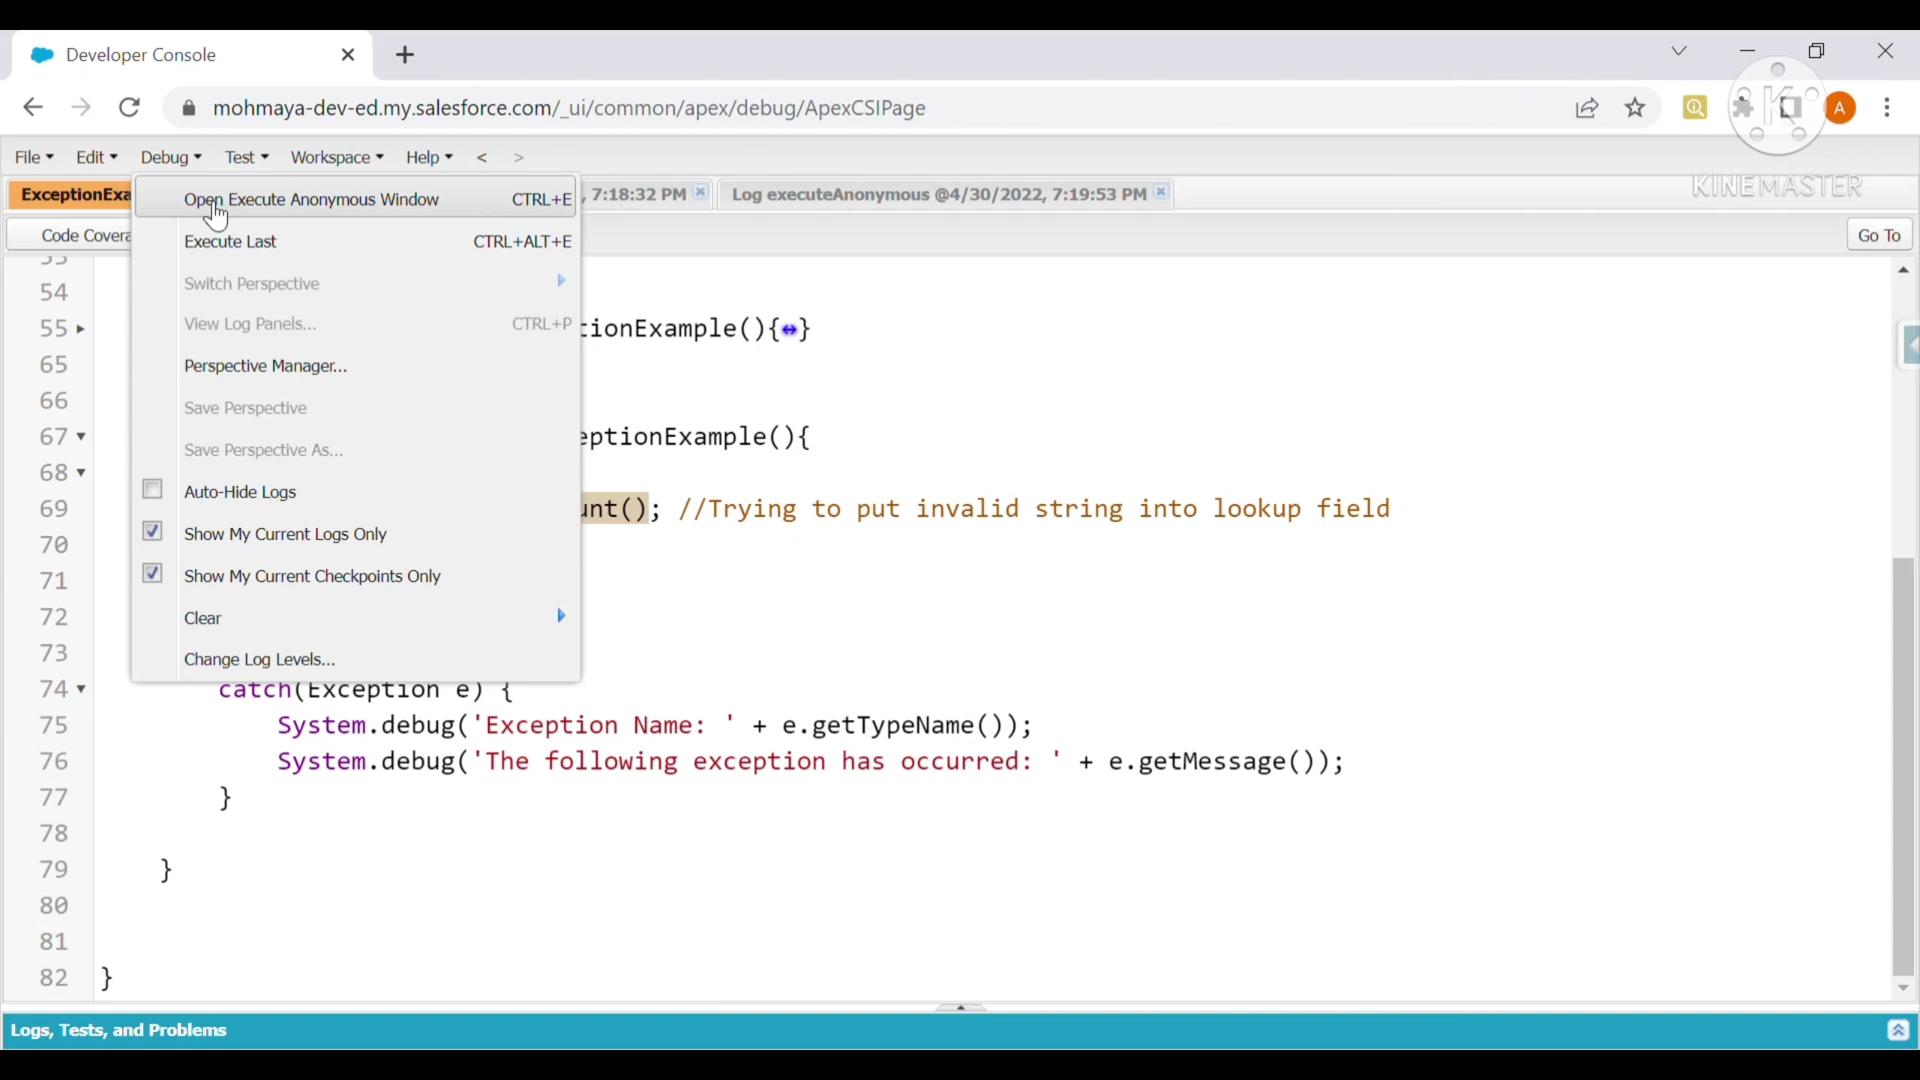 Developer Console
mohmaya-dev-ed.my.salesforce.com/_ui/common/apex/debug/ApexCSIPage
A
K
KINEMASTER
File Edit Debug Test Workspace Help < >
ExceptionExa
, 7:18:32 PM
Log executeAnonymous @4/30/2022, 7:19:53 PM
Code Covera
Go To
Open Execute Anonymous Window CTRL+E
Execute Last CTRL+ALT+E
Switch Perspective
View Log Panels... CTRL+P
Perspective Manager...
Save Perspective
Save Perspective As...
Auto-Hide Logs
Show My Current Logs Only
Show My Current Checkpoints Only
Clear
Change Log Levels...
54
55 tionExample(){↔}
65
66
67 eptionExample(){
68
69 unt(); //Trying to put invalid string into lookup field
70
71
72
73
74 catch(Exception e) {
75 System.debug('Exception Name: ' + e.getTypeName());
76 System.debug('The following exception has occurred: ' + e.getMessage());
77 }
78
79 }
80
81
82 }
Logs, Tests, and Problems